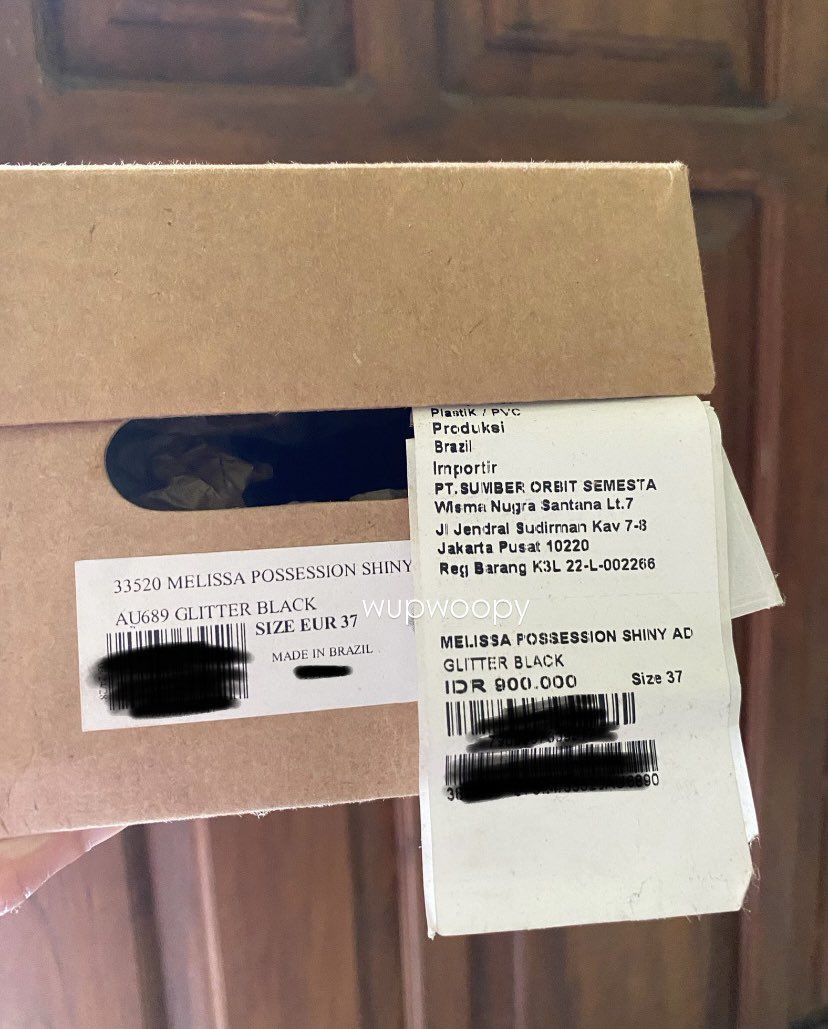 33520 MELISSA POSSESSION SHINY
AU689 GLITTER BLACK
SIZE EUR 37
MADE IN BRAZIL
Plastik / PVC
Produksi
Brazil
Importir
PT.SUMBER ORBIT SEMESTA
Wisma Nugra Santana Lt.7
Jl Jendral Sudirman Kav 7-8
Jakarta Pusat 10220
Reg Barang K3L 22-L-002266
wupwoopy
MELISSA POSSESSION SHINY AD
GLITTER BLACK
IDR 900.000 Size 37